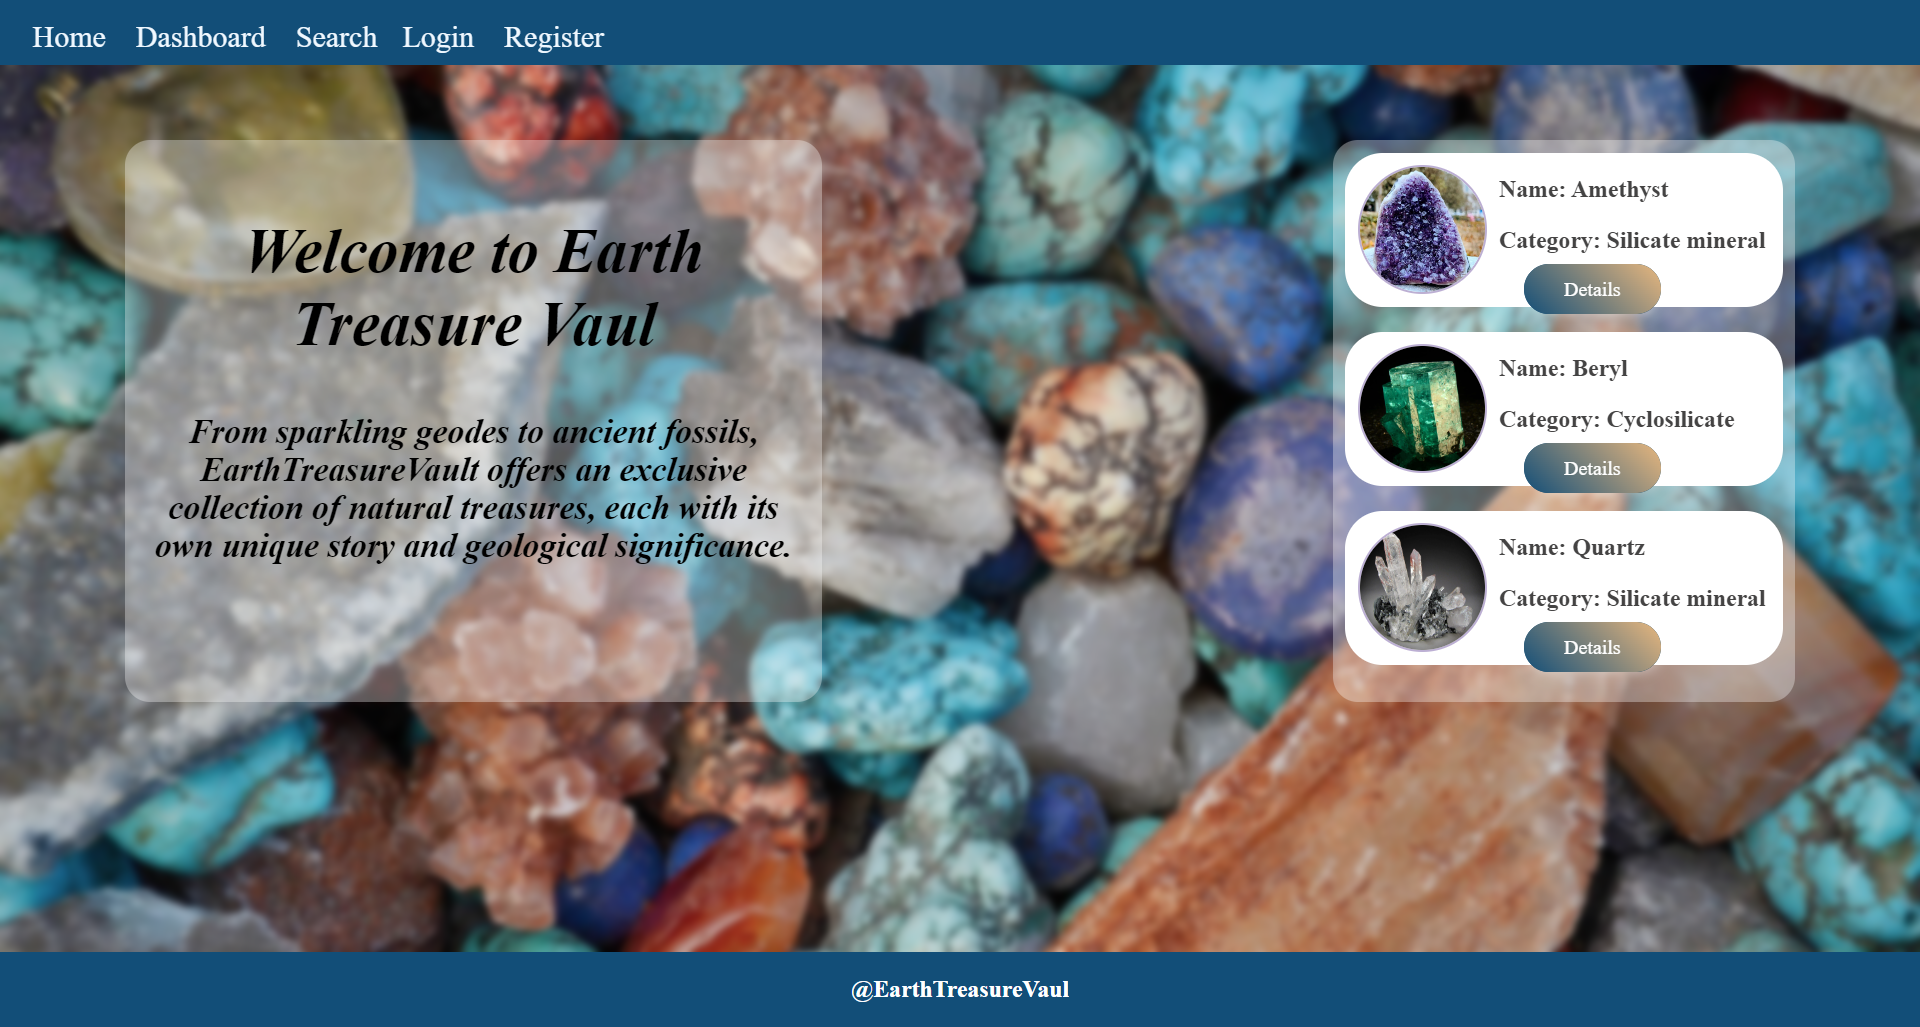 Home Dashboard Search Login Register
Welcome to Earth
Treasure Vaul
From sparkling geodes to ancient fossils,
EarthTreasureVault offers an exclusive
collection of natural treasures, each with its
own unique story and geological significance.
Name: Amethyst
Category: Silicate mineral
Details
Name: Beryl
Category: Cyclosilicate
Details
Name: Quartz
Category: Silicate mineral
Details
@EarthTreasureVaul